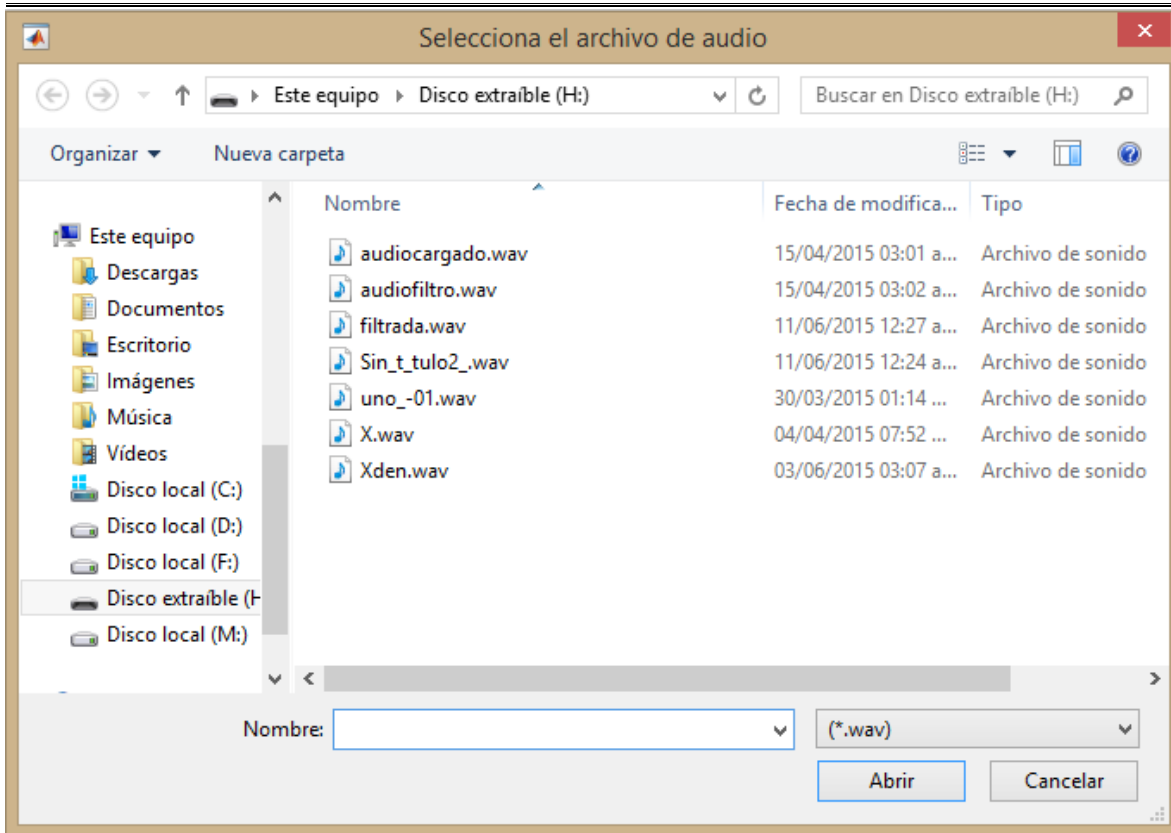 Selecciona el archivo de audio
Este equipo Disco extraíble (H:) Buscar en Disco extraíble (H:)
Organizar Nueva carpeta
Nombre Fecha de modifica... Tipo
Este equipo
Descargas
Documentos
Escritorio
Imágenes
Música
Vídeos
Disco local (C:)
Disco local (D:)
Disco local (F:)
Disco extraíble (H
Disco local (M:)
audiocargado.wav 15/04/2015 03:01 a... Archivo de sonido
audiofiltro.wav 15/04/2015 03:02 a... Archivo de sonido
filtrada.wav 11/06/2015 12:27 a... Archivo de sonido
Sin_t_tulo2_.wav 11/06/2015 12:24 a... Archivo de sonido
uno_-01.wav 30/03/2015 01:14 ... Archivo de sonido
X.wav 04/04/2015 07:52 ... Archivo de sonido
Xden.wav 03/06/2015 03:07 a... Archivo de sonido
Nombre: (*.wav)
Abrir Cancelar